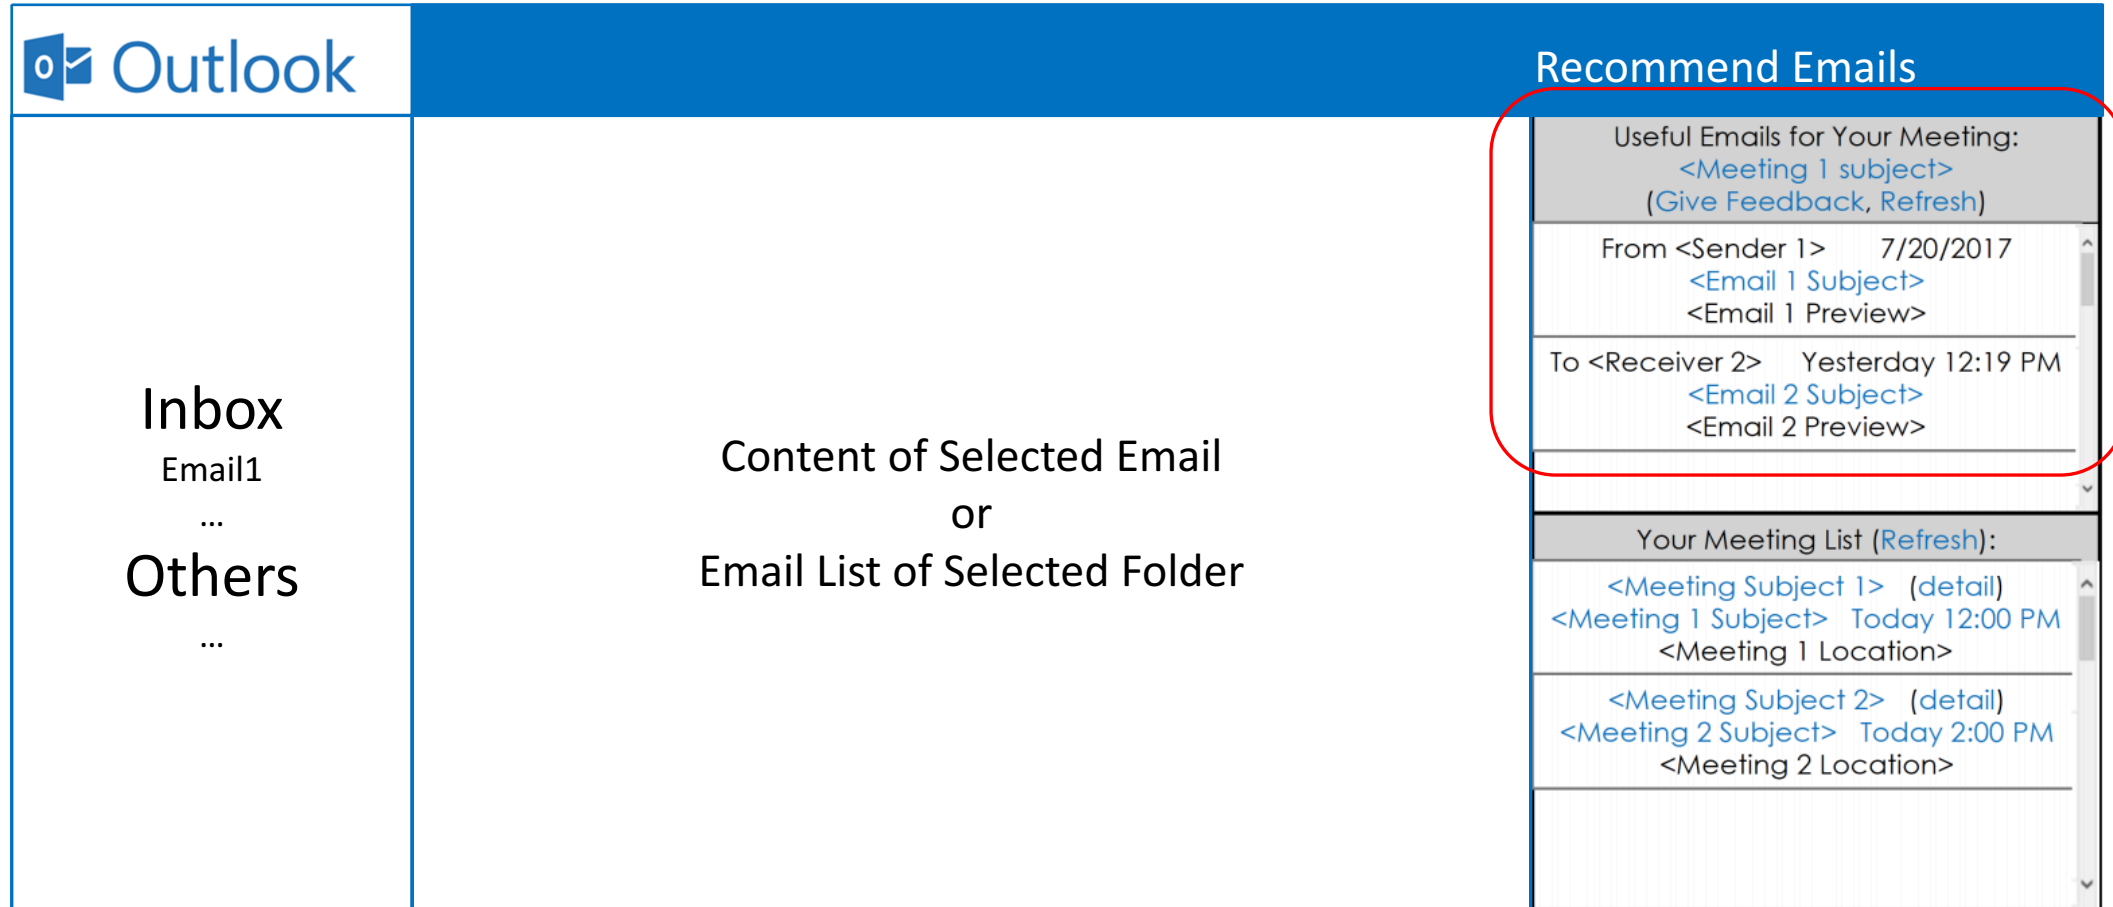 Outlook
Recommend Emails
Inbox
Email1
...
Others
...
Content of Selected Email
or
Email List of Selected Folder
Useful Emails for Your Meeting:
<Meeting 1 subject>
(Give Feedback, Refresh)
From <Sender 1> 7/20/2017
<Email 1 Subject>
<Email 1 Preview>
To <Receiver 2> Yesterday 12:19 PM
<Email 2 Subject>
<Email 2 Preview>
Your Meeting List (Refresh):
<Meeting Subject 1> (detail)
<Meeting 1 Subject> Today 12:00 PM
<Meeting 1 Location>
<Meeting Subject 2> (detail)
<Meeting 2 Subject> Today 2:00 PM
<Meeting 2 Location>